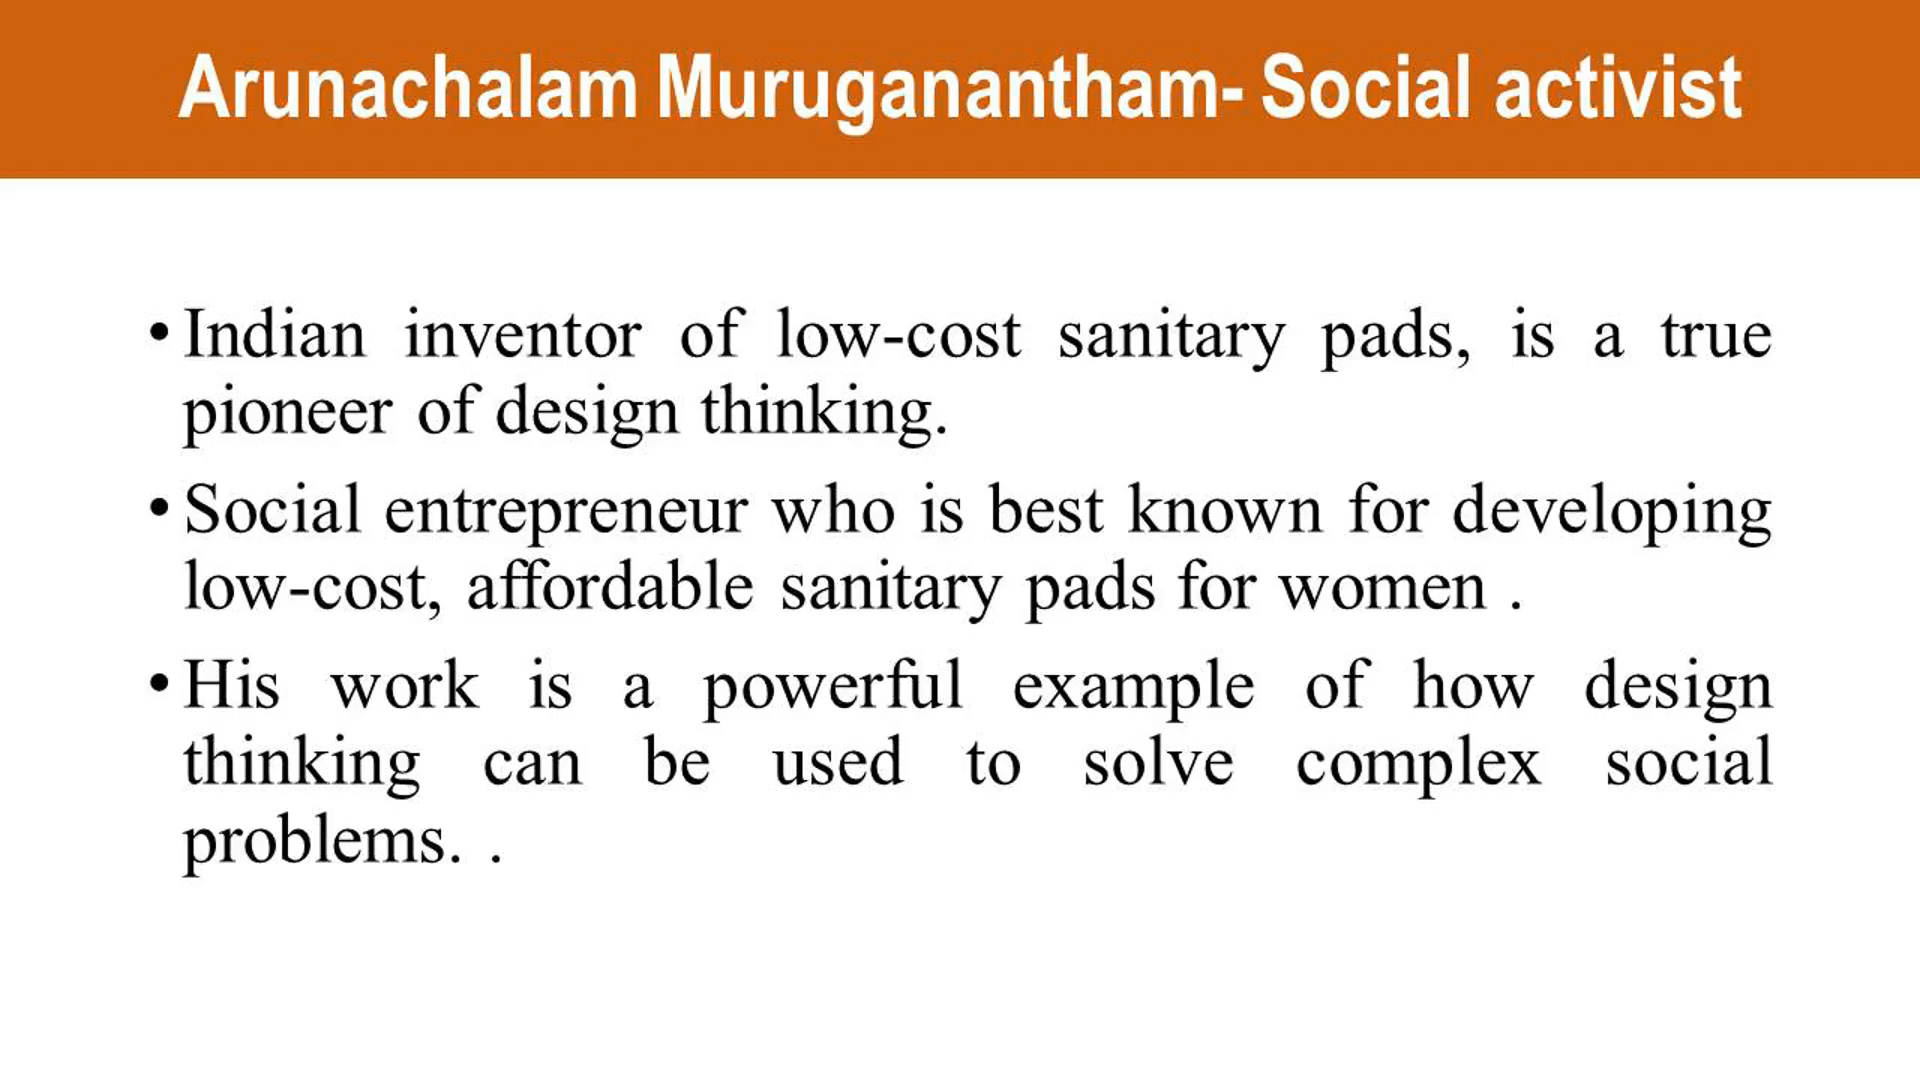 Arunachalam Muruganantham- Social activist
• Indian inventor of low-cost sanitary pads, is a true
pioneer of design thinking.
• Social entrepreneur who is best known for developing
low-cost, affordable sanitary pads for women .
• His work is a powerful example of how design
thinking can be used to solve complex social
problems. .